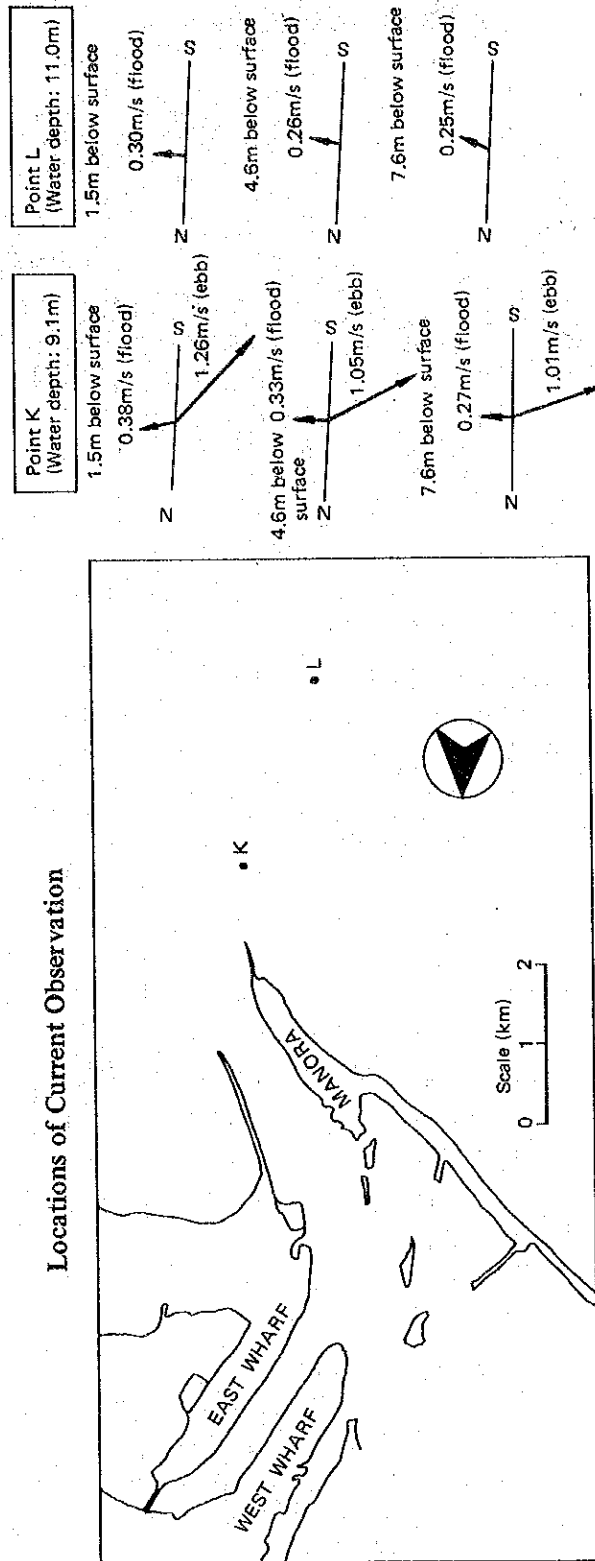 Locations of Current Observation
EAST WHARF
WEST WHARF
MANORA
K
L
Scale (km)
0 1 2
Point K
(Water depth: 9.1m)
1.5m below surface
0.38m/s (flood)
N S
1.26m/s (ebb)
4.6m below
surface
0.33m/s (flood)
N S
1.05m/s (ebb)
7.6m below surface
0.27m/s (flood)
N S
1.01m/s (ebb)
Point L
(Water depth: 11.0m)
1.5m below surface
0.30m/s (flood)
N S
4.6m below surface
0.26m/s (flood)
N S
7.6m below surface
0.25m/s (flood)
N S